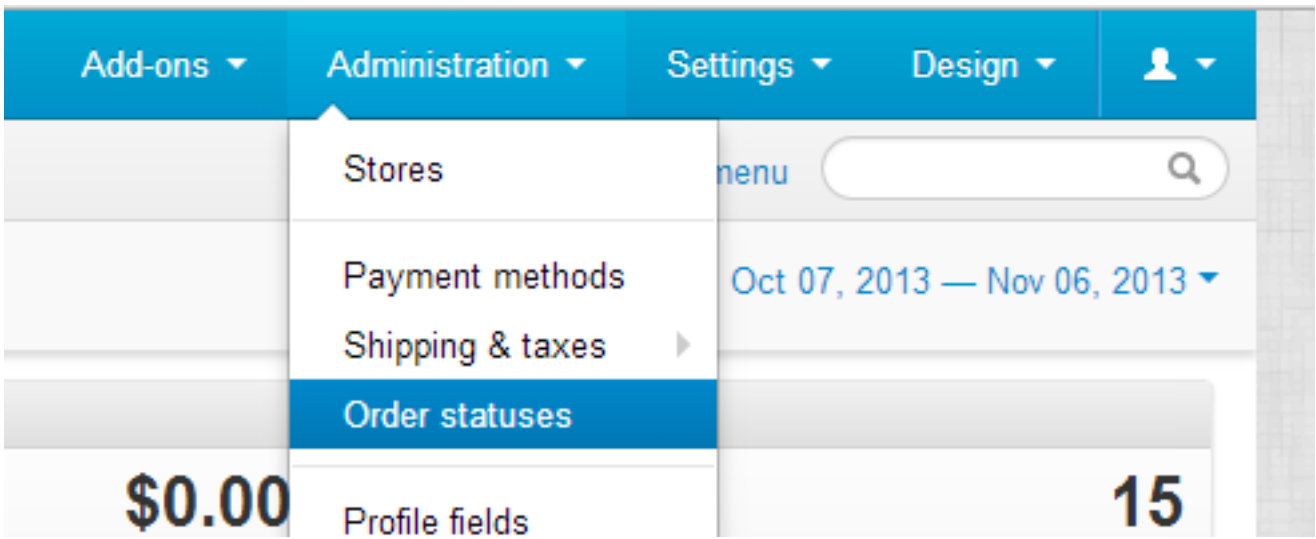 Add-ons Administration Settings Design
Stores
menu
Payment methods
Oct 07, 2013 — Nov 06, 2013
Shipping & taxes
Order statuses
$0.00
15
Profile fields